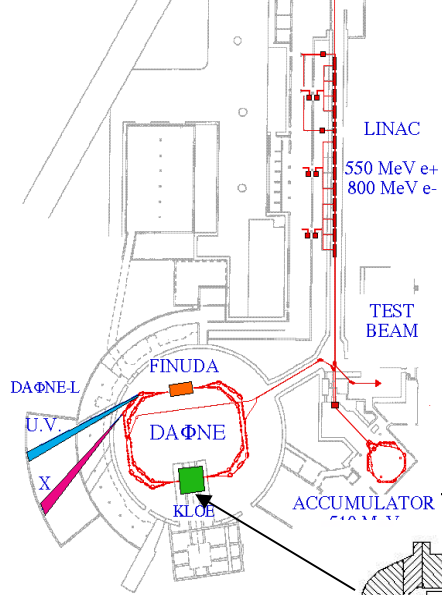 LINAC
550 MeV e+
800 MeV e-
TEST
BEAM
FINUDA
DAΦNE-L
U.V.
DAΦNE
X
KLOE
ACCUMULATOR